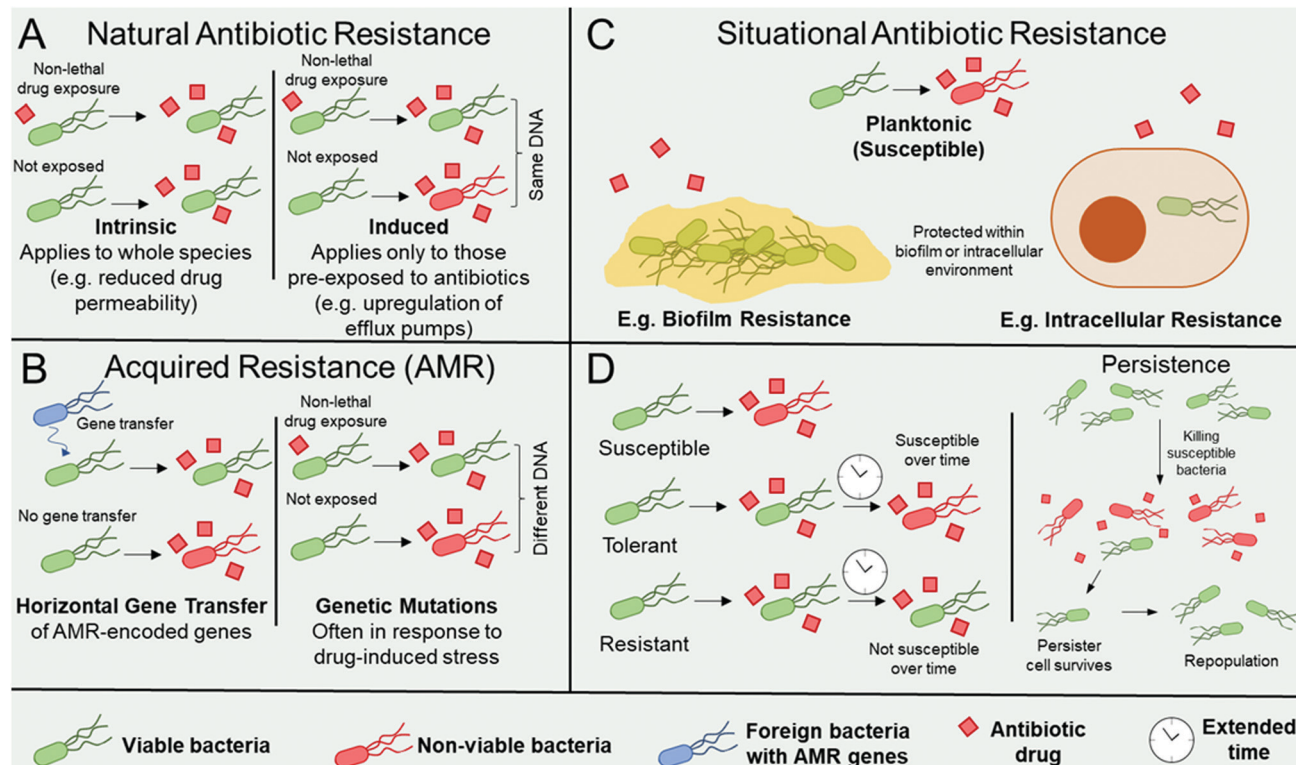 A
Natural Antibiotic Resistance
Non-lethal
drug exposure
Not exposed
Intrinsic
Applies to whole species
(e.g. reduced drug
permeability)
Non-lethal
drug exposure
Not exposed
Same DNA
Induced
Applies only to those
pre-exposed to antibiotics
(e.g. upregulation of
efflux pumps)
C
Situational Antibiotic Resistance
Planktonic
(Susceptible)
Protected within
biofilm or intracellular
environment
E.g. Biofilm Resistance
E.g. Intracellular Resistance
B
Acquired Resistance (AMR)
Gene transfer
No gene transfer
Horizontal Gene Transfer
of AMR-encoded genes
Non-lethal
drug exposure
Not exposed
Different DNA
Genetic Mutations
Often in response to
drug-induced stress
D
Susceptible
Tolerant
Susceptible
over time
Resistant
Not susceptible
over time
Persistence
Killing
susceptible
bacteria
Persister
cell survives
Repopulation
Viable bacteria
Non-viable bacteria
Foreign bacteria
with AMR genes
Antibiotic
drug
Extended
time